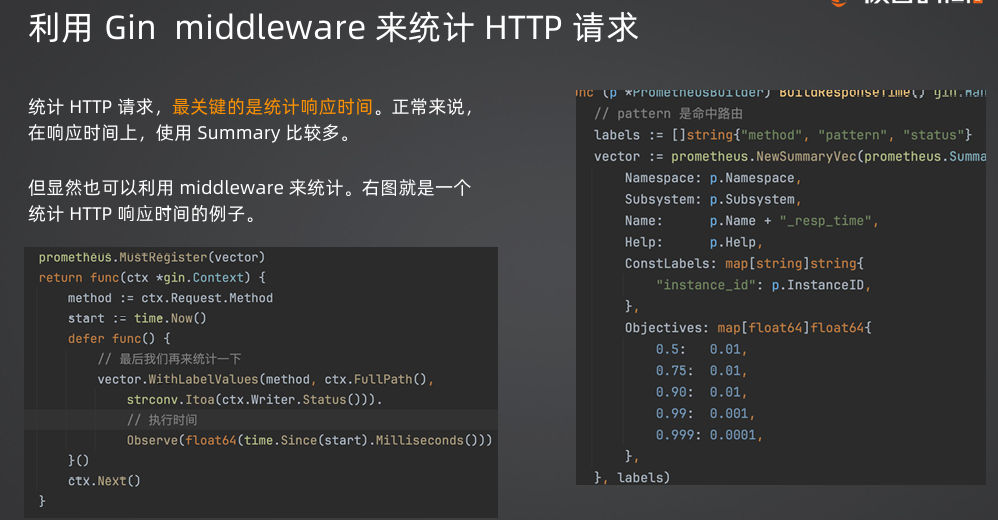 利用 Gin middleware 来统计 HTTP 请求
统计 HTTP 请求，最关键的是统计响应时间。正常来说，
在响应时间上，使用 Summary 比较多。
但显然也可以利用 middleware 来统计。右图就是一个
统计 HTTP 响应时间的例子。
prometheus.MustRegister(vector)
return func(ctx *gin.Context) {
method := ctx.Request.Method
start := time.Now()
defer func() {
// 最后我们再来统计一下
vector.WithLabelValues(method, ctx.FullPath(),
strconv.Itoa(ctx.Writer.Status())).
// 执行时间
Observe(float64(time.Since(start).Milliseconds()))
}()
ctx.Next()
}
(p *PrometheusBuilder) BuildResponseTime() gin.Han
// pattern 是命中路由
labels := []string{"method", "pattern", "status"}
vector := prometheus.NewSummaryVec(prometheus.Summa
Namespace: p.Namespace,
Subsystem: p.Subsystem,
Name: p.Name + "_resp_time",
Help: p.Help,
ConstLabels: map[string]string{
"instance_id": p.InstanceID,
},
Objectives: map[float64]float64{
0.5: 0.01,
0.75: 0.01,
0.90: 0.01,
0.99: 0.001,
0.999: 0.0001,
},
}, labels)